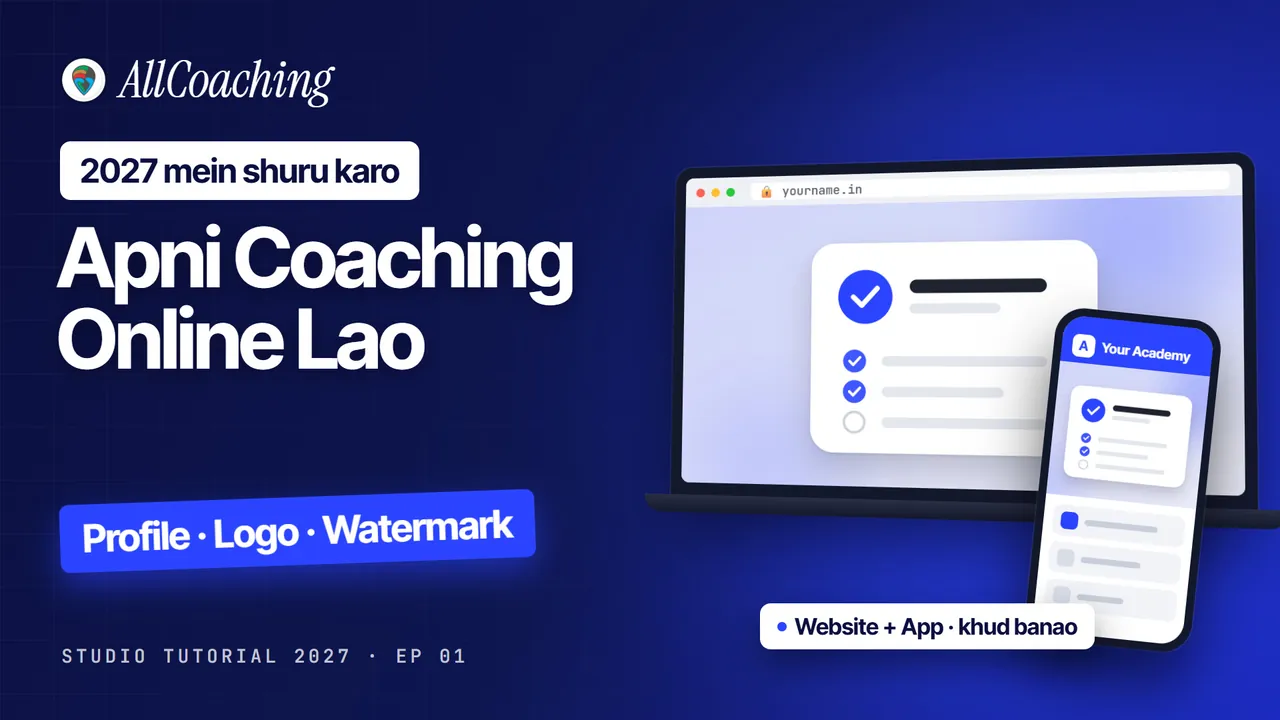 AllCoaching
2027 mein shuru karo
Apni Coaching
Online Lao
Profile · Logo · Watermark
STUDIO TUTORIAL 2027 · EP 01
yourname.in
A Your Academy
Website + App · khud banao